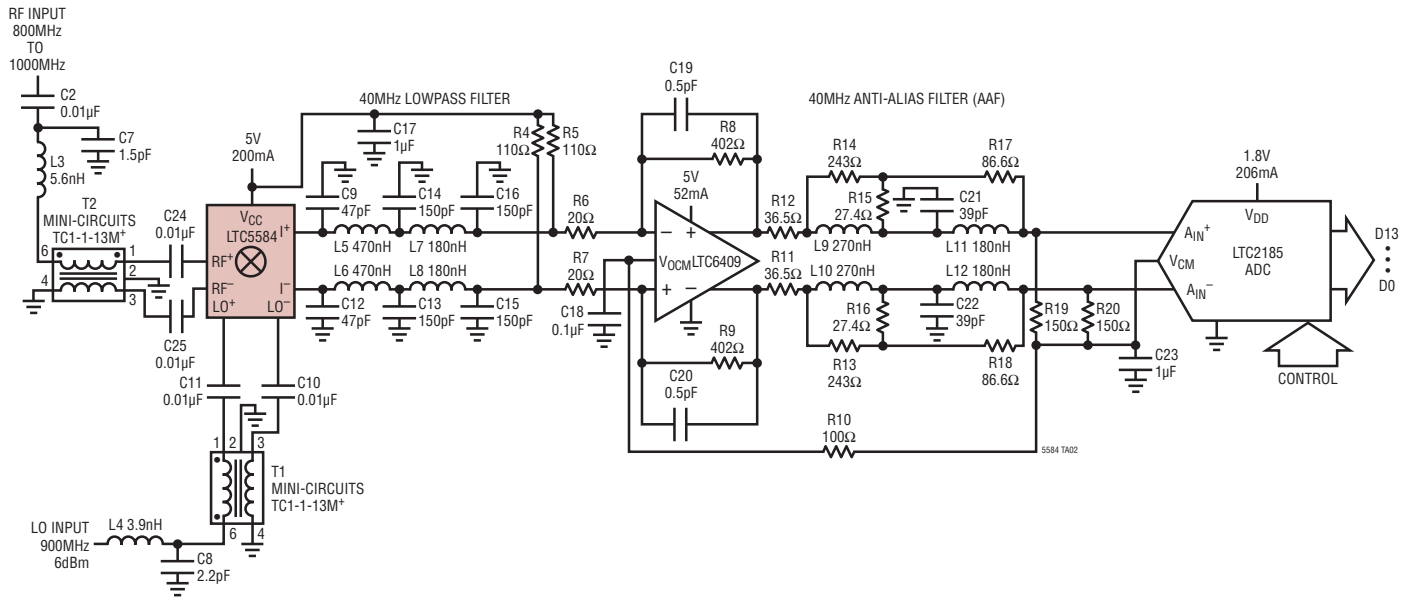 RF INPUT
800MHz
TO
1000MHz
C2
0.01µF
C7
1.5pF
L3
5.6nH
T2
MINI-CIRCUITS
TC1-1-13M+
6
1
2
4
3
C24
0.01µF
C25
0.01µF
5V
200mA
VCC
LTC5584
I+
RF+
RF−
I−
LO+
LO−
C11
0.01µF
C10
0.01µF
1
2
3
T1
MINI-CIRCUITS
TC1-1-13M+
6
4
LO INPUT
900MHz
6dBm
L4 3.9nH
C8
2.2pF
40MHz LOWPASS FILTER
C17
1µF
R4
110Ω
R5
110Ω
C9
47pF
C14
150pF
C16
150pF
L5 470nH
L7 180nH
L6 470nH
L8 180nH
C12
47pF
C13
150pF
C15
150pF
R6
20Ω
R7
20Ω
C18
0.1µF
C19
0.5pF
R8
402Ω
5V
52mA
− +
VOCM LTC6409
+ −
R9
402Ω
C20
0.5pF
40MHz ANTI-ALIAS FILTER (AAF)
R12
36.5Ω
R11
36.5Ω
R14
243Ω
R17
86.6Ω
R15
27.4Ω
C21
39pF
L9 270nH
L11 180nH
L10 270nH
L12 180nH
R16
27.4Ω
C22
39pF
R13
243Ω
R18
86.6Ω
R10
100Ω
R19
150Ω
R20
150Ω
C23
1µF
5584 TA02
1.8V
206mA
VDD
AIN+
VCM
LTC2185
ADC
AIN−
D13
D0
CONTROL